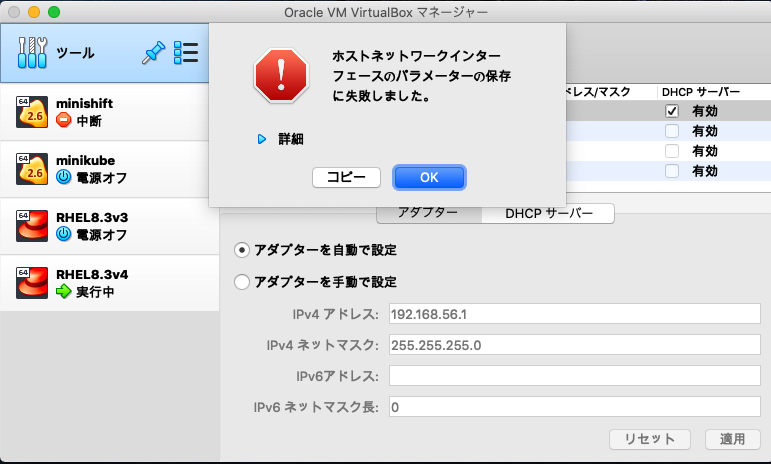 Oracle VM VirtualBox マネージャー
ツール
64
2.6
minishift
中断
64
2.6
minikube
電源オフ
64
RHEL8.3v3
電源オフ
64
RHEL8.3v4
実行中
ホストネットワークインター
フェースのパラメーターの保存
に失敗しました。
詳細
コピー
OK
ドレス/マスク
DHCP サーバー
有効
有効
有効
有効
アダプター
DHCP サーバー
アダプターを自動で設定
アダプターを手動で設定
IPv4 アドレス:
192.168.56.1
IPv4 ネットマスク:
255.255.255.0
IPv6アドレス:
IPv6 ネットマスク長:
0
リセット
適用